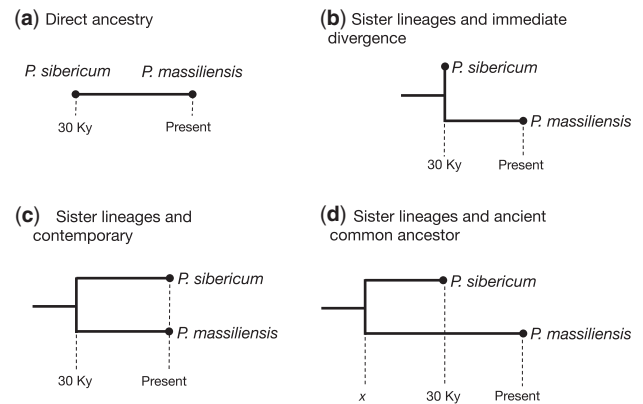 (a) Direct ancestry
P. sibericum P. massiliensis
30 Ky Present
(b) Sister lineages and immediate
divergence
P. sibericum
P. massiliensis
30 Ky Present
(c) Sister lineages and
contemporary
P. sibericum
P. massiliensis
30 Ky Present
(d) Sister lineages and ancient
common ancestor
P. sibericum
P. massiliensis
x 30 Ky Present